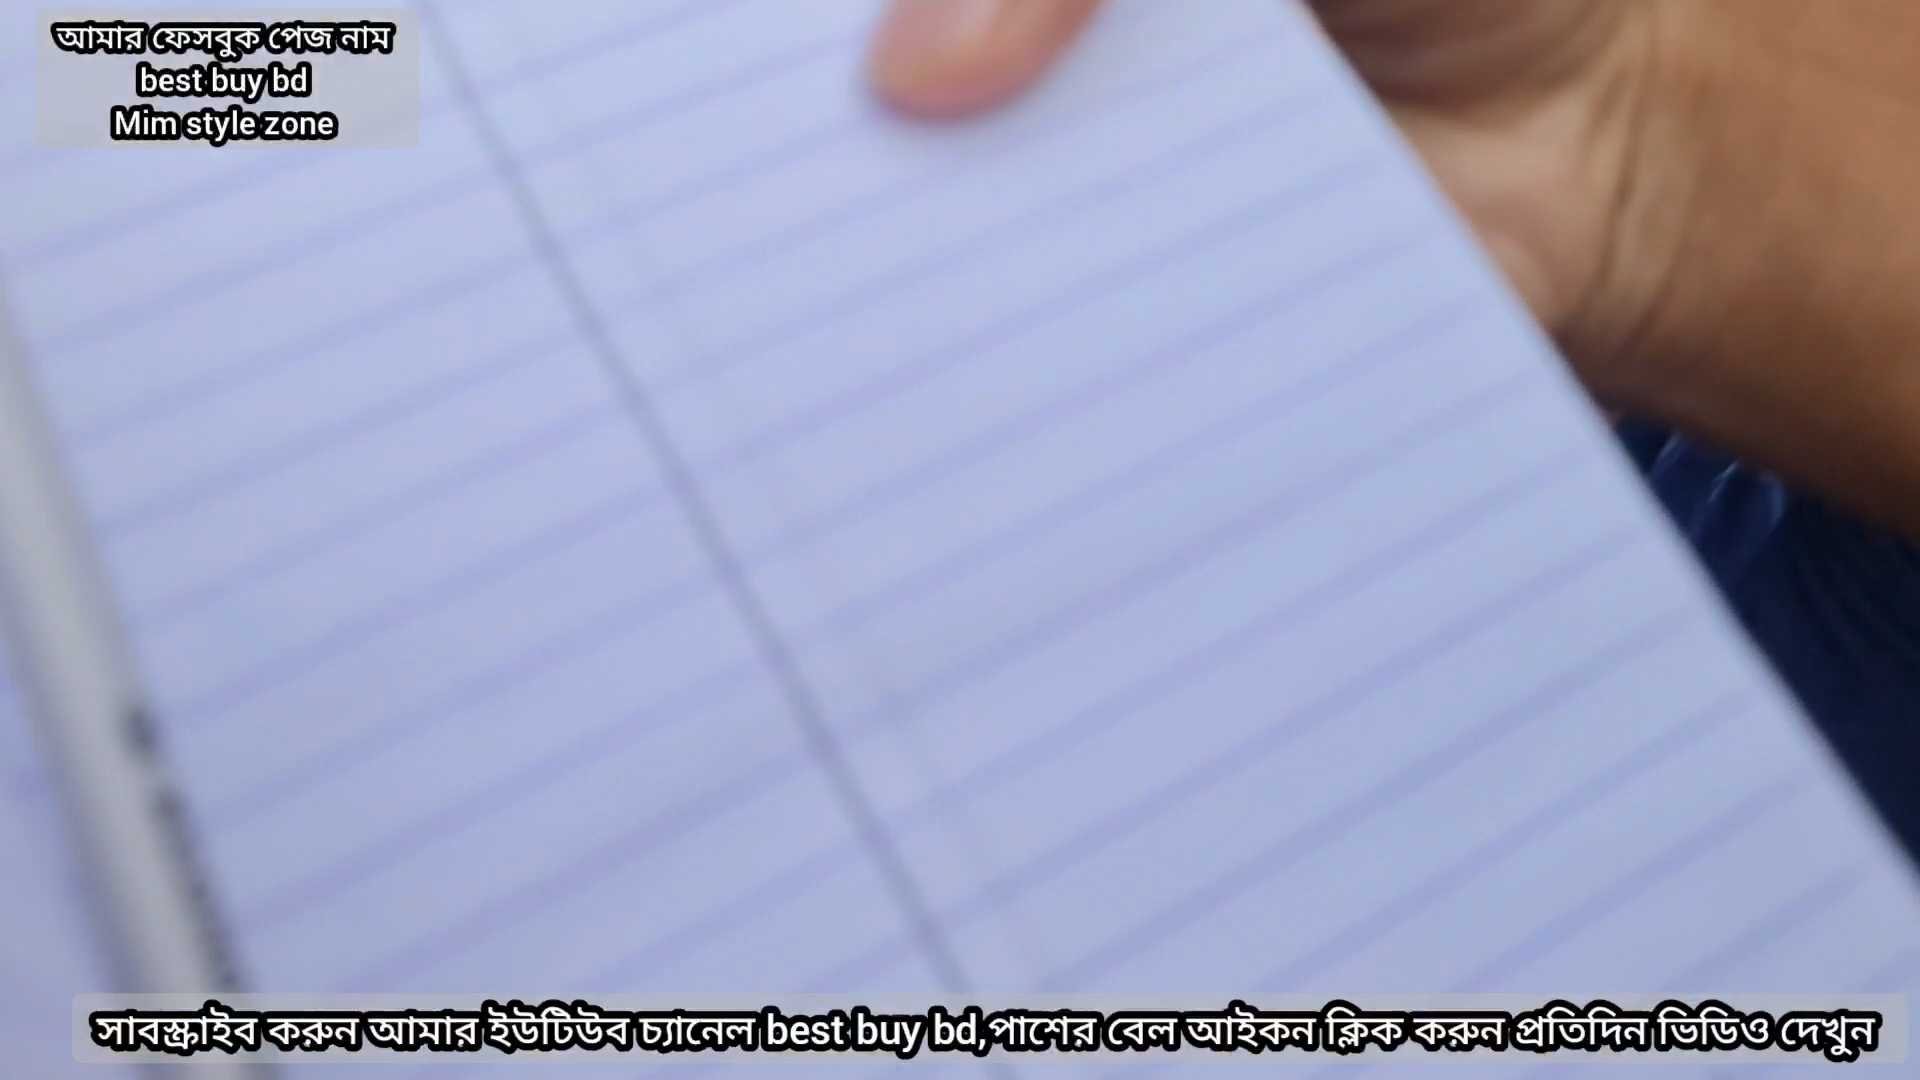 আমার ফেসবুক পেজ নাম
best buy bd
Mim style zone
সাবস্ক্রাইব করুন আমার ইউটিউব চ্যানেল best buy bd,পাশের বেল আইকন ক্লিক করুন প্রতিদিন ভিডিও দেখুন